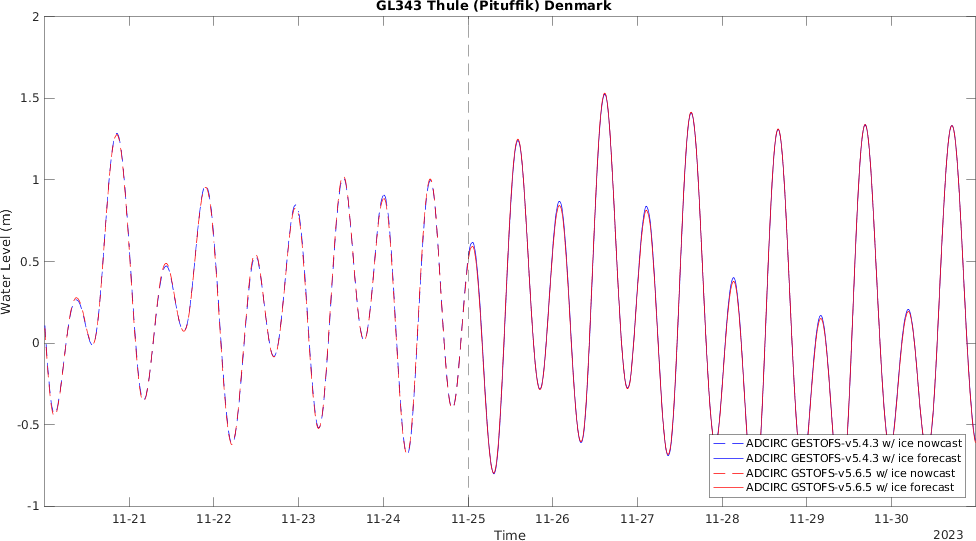 GL343 Thule (Pituffik) Denmark
2
1.5
1
0.5
0
-0.5
-1
Water Level (m)
ADCIRC GESTOFS-v5.4.3 w/ ice nowcast
ADCIRC GESTOFS-v5.4.3 w/ ice forecast
ADCIRC GSTOFS-v5.6.5 w/ ice nowcast
ADCIRC GSTOFS-v5.6.5 w/ ice forecast
11-21 11-22 11-23 11-24 11-25 11-26 11-27 11-28 11-29 11-30
Time
2023